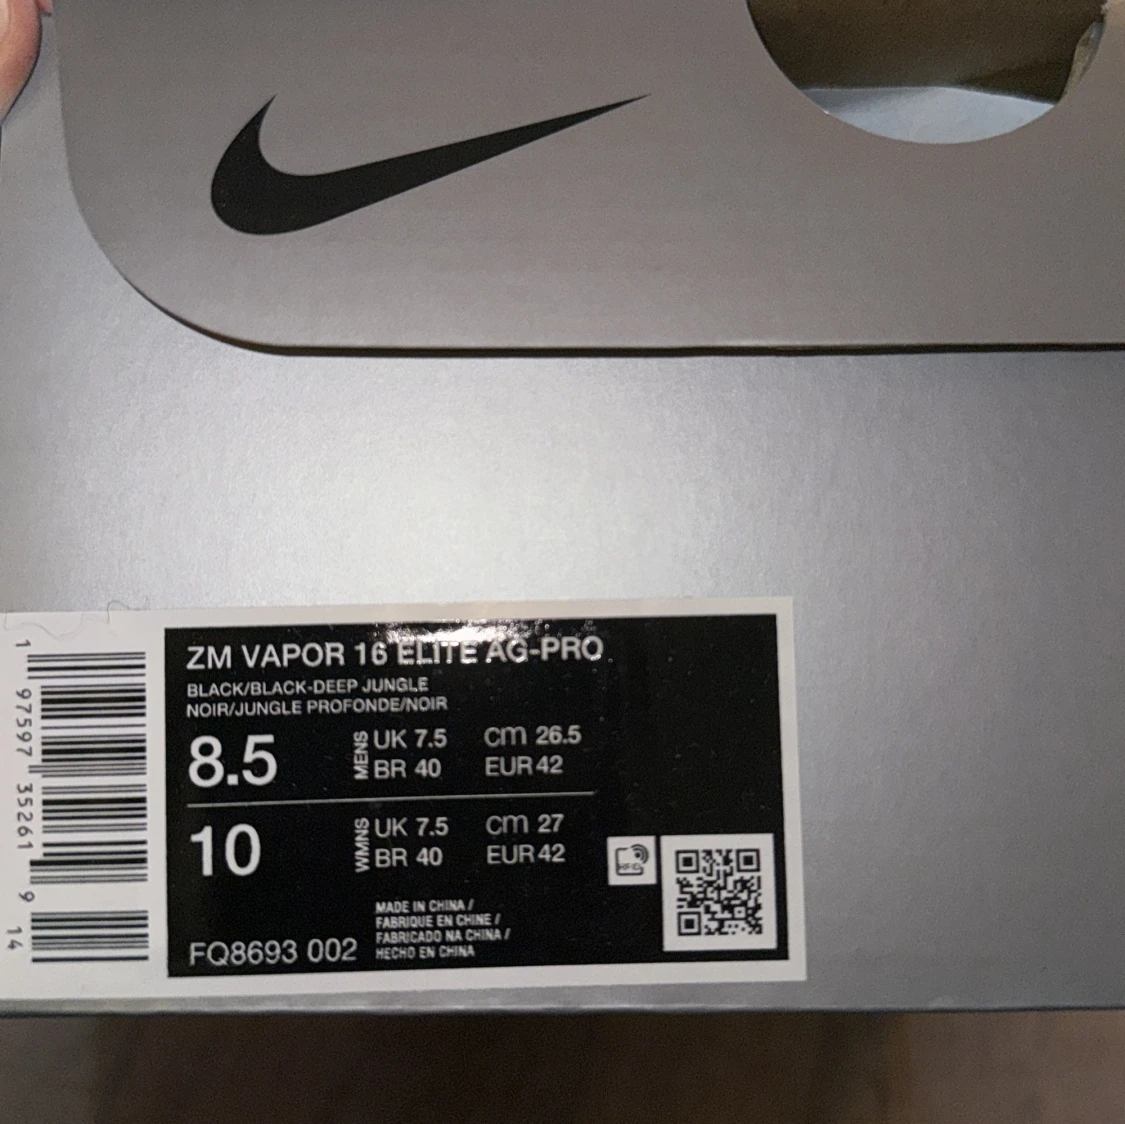 ZM VAPOR 16 ELITE AG-PRO
BLACK/BLACK-DEEP JUNGLE
NOIR/JUNGLE PROFONDE/NOIR
8.5 MENS UK 7.5 cm 26.5
BR 40 EUR 42
10 WMNS UK 7.5 cm 27
BR 40 EUR 42
RFID
MADE IN CHINA /
FABRIQUE EN CHINE /
FABRICADO NA CHINA /
HECHO EN CHINA
FQ8693 002
1 97597 35261 9 14